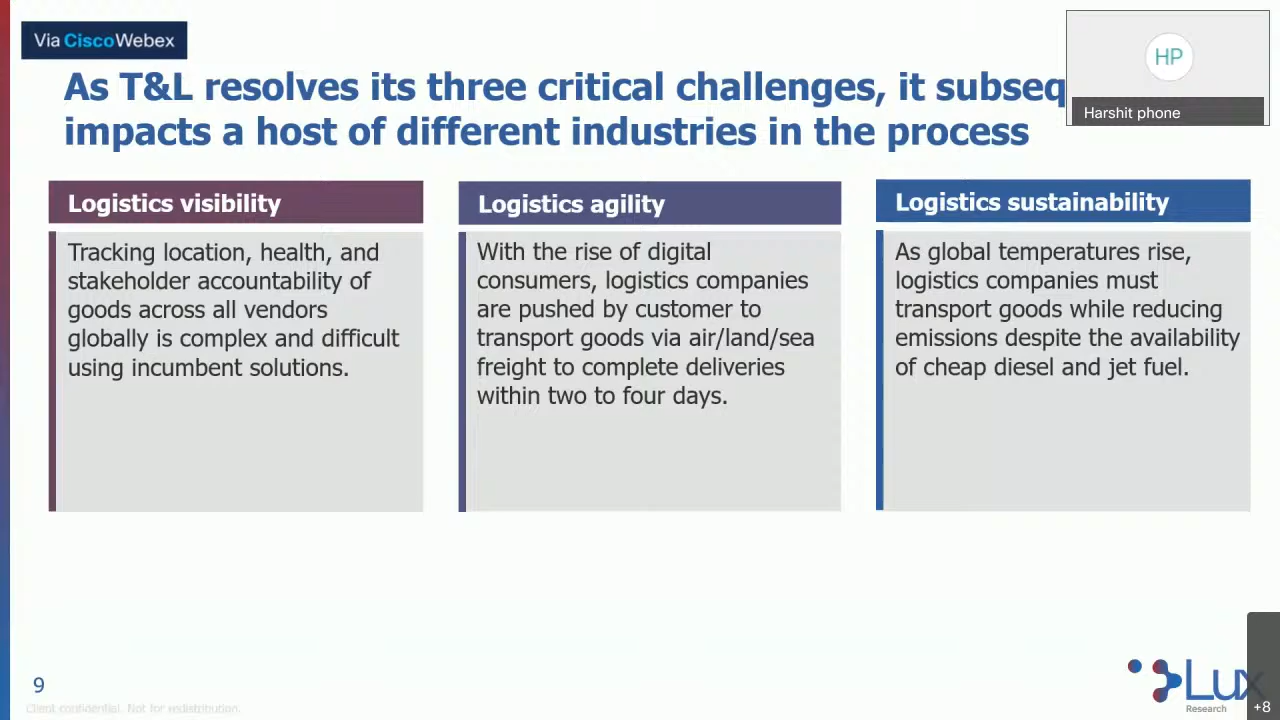 Via CiscoWebex
HP
Harshit phone
As T&L resolves its three critical challenges, it subseq
impacts a host of different industries in the process
Logistics visibility
Tracking location, health, and
stakeholder accountability of
goods across all vendors
globally is complex and difficult
using incumbent solutions.
Logistics agility
With the rise of digital
consumers, logistics companies
are pushed by customer to
transport goods via air/land/sea
freight to complete deliveries
within two to four days.
Logistics sustainability
As global temperatures rise,
logistics companies must
transport goods while reducing
emissions despite the availability
of cheap diesel and jet fuel.
9
Client confidential. Not for redistribution.
Lux
Research
+8